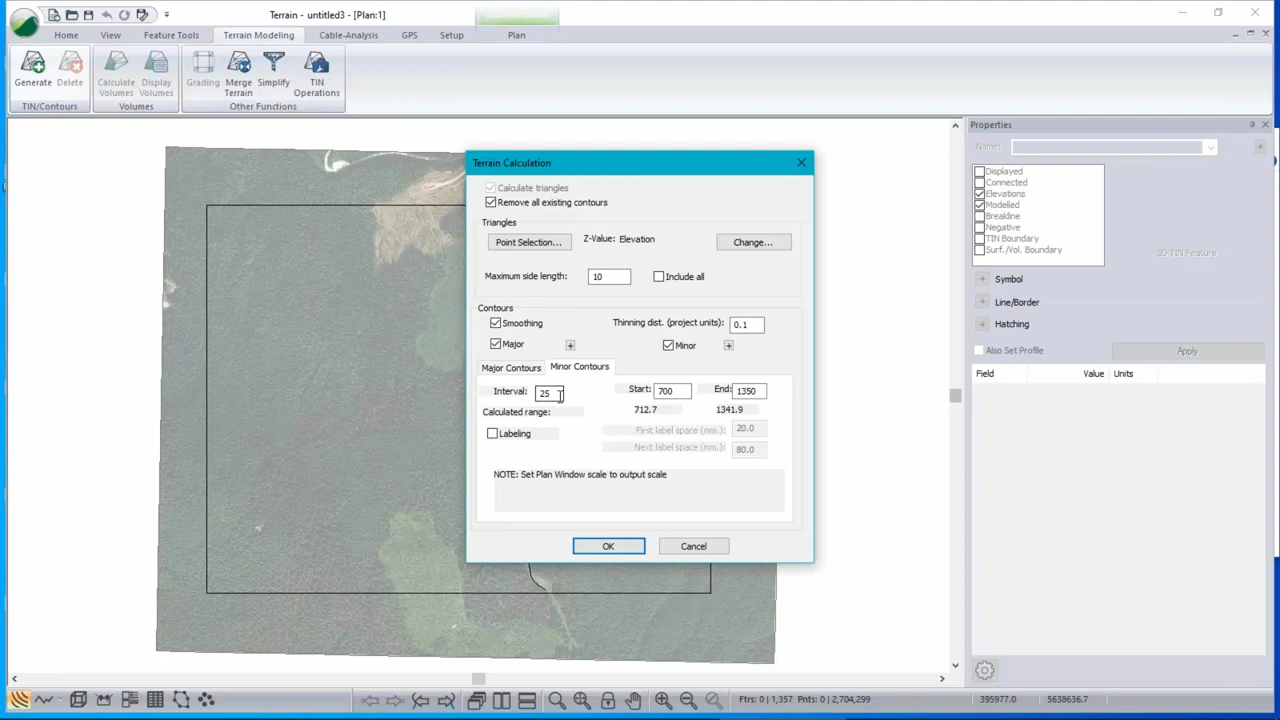 Terrain - untitled3 - [Plan:1]
Home View Feature Tools Terrain Modeling Cable-Analysis GPS Setup Plan
Generate Delete Calculate Volumes Display Volumes Grading Merge Terrain Simplify TIN Operations
TIN/Contours Volumes Other Functions
Terrain Calculation
Calculate triangles
Remove all existing contours
Triangles
Point Selection... Z-Value: Elevation Change...
Maximum side length: 10 Include all
Contours
Smoothing Thinning dist. (project units): 0.1
Major + Minor +
Major Contours Minor Contours
Interval: 25 Start: 700 End: 1350
Calculated range: 712.7 1341.9
Labeling First label space (mm.) 20.0
Next label space (mm.) 80.0
NOTE: Set Plan Window scale to output scale
OK Cancel
Properties
Name:
Displayed
Connected
Elevations
Modelled
Breakline
Negative
TIN Boundary
Surf./Vol. Boundary
3D TIN Feature
+ Symbol
+ Line/Border
+ Hatching
Also Set Profile Apply
Field Value Units
Ftrs: 0 | 1,357 Pnts: 0 | 2,704,299 395977.0 5638636.7